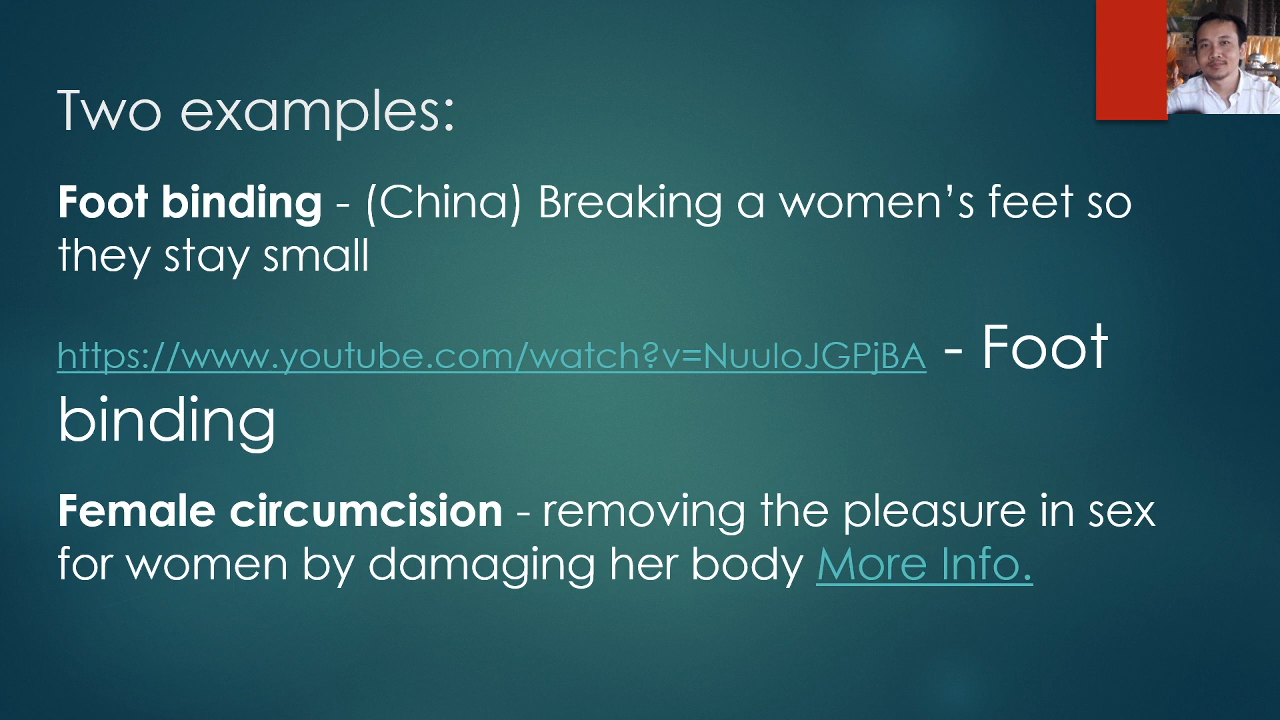 Two examples:
Foot binding - (China) Breaking a women’s feet so
they stay small
https://www.youtube.com/watch?v=NuuloJGPjBA - Foot
binding
Female circumcision - removing the pleasure in sex
for women by damaging her body More Info.